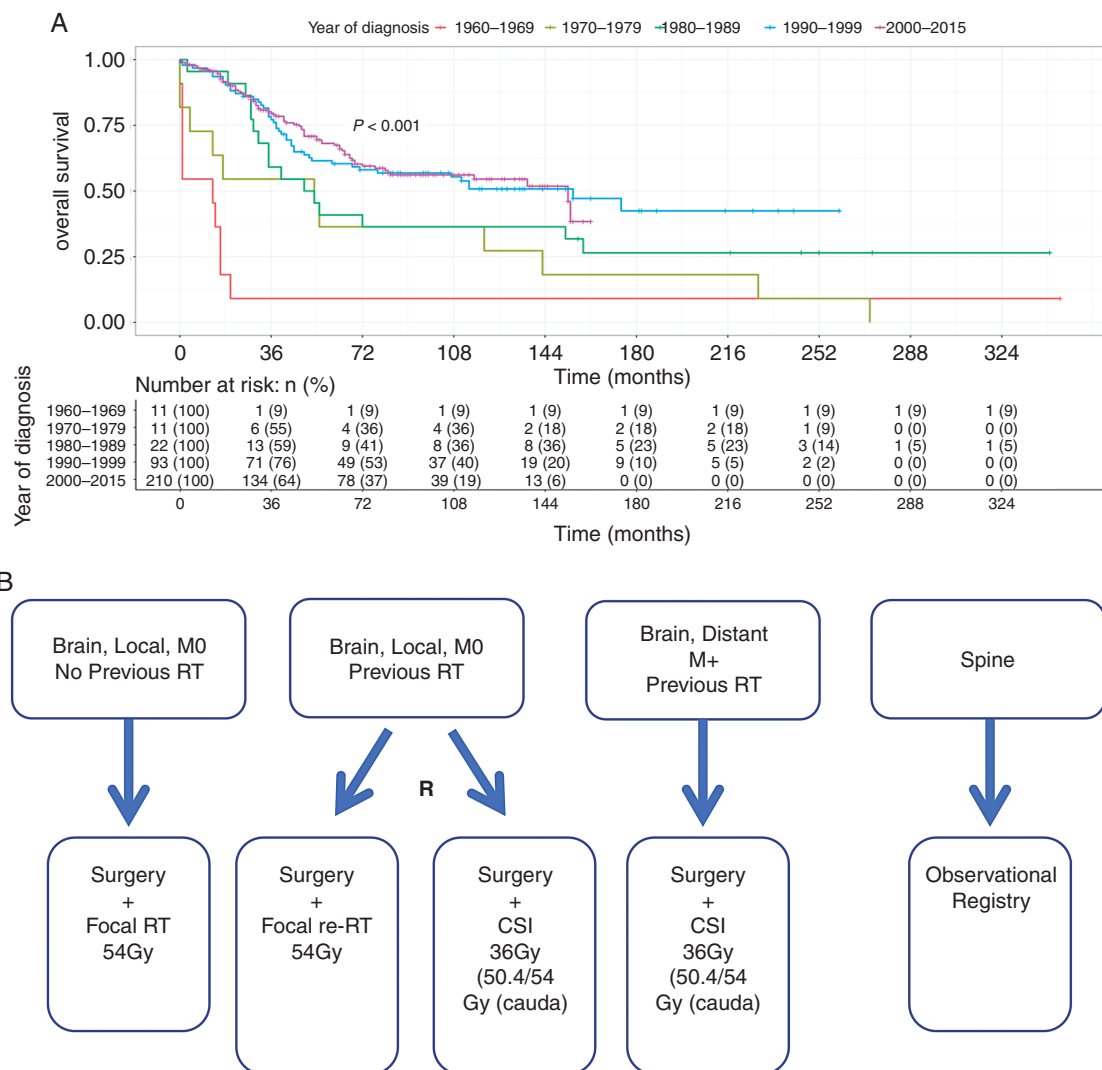 A
Year of diagnosis 1960–1969 1970–1979 1980–1989 1990–1999 2000–2015
1.00
0.75
0.50
0.25
0.00
overall survival
P < 0.001
0 36 72 108 144 180 216 252 288 324
Time (months)
Number at risk: n (%)
Year of diagnosis
1960–1969 11 (100) 1 (9) 1 (9) 1 (9) 1 (9) 1 (9) 1 (9) 1 (9) 1 (9) 1 (9)
1970–1979 11 (100) 6 (55) 4 (36) 4 (36) 2 (18) 2 (18) 2 (18) 1 (9) 0 (0) 0 (0)
1980–1989 22 (100) 13 (59) 9 (41) 8 (36) 8 (36) 5 (23) 5 (23) 3 (14) 1 (5) 1 (5)
1990–1999 93 (100) 71 (76) 49 (53) 37 (40) 19 (20) 9 (10) 5 (5) 2 (2) 0 (0) 0 (0)
2000–2015 210 (100) 134 (64) 78 (37) 39 (19) 13 (6) 0 (0) 0 (0) 0 (0) 0 (0) 0 (0)
0 36 72 108 144 180 216 252 288 324
Time (months)
B
Brain, Local, M0
No Previous RT
Brain, Local, M0
Previous RT
Brain, Distant
M+
Previous RT
Spine
R
Surgery
+
Focal RT
54Gy
Surgery
+
Focal re-RT
54Gy
Surgery
+
CSI
36Gy
(50.4/54
Gy (cauda)
Surgery
+
CSI
36Gy
(50.4/54
Gy (cauda)
Observational
Registry